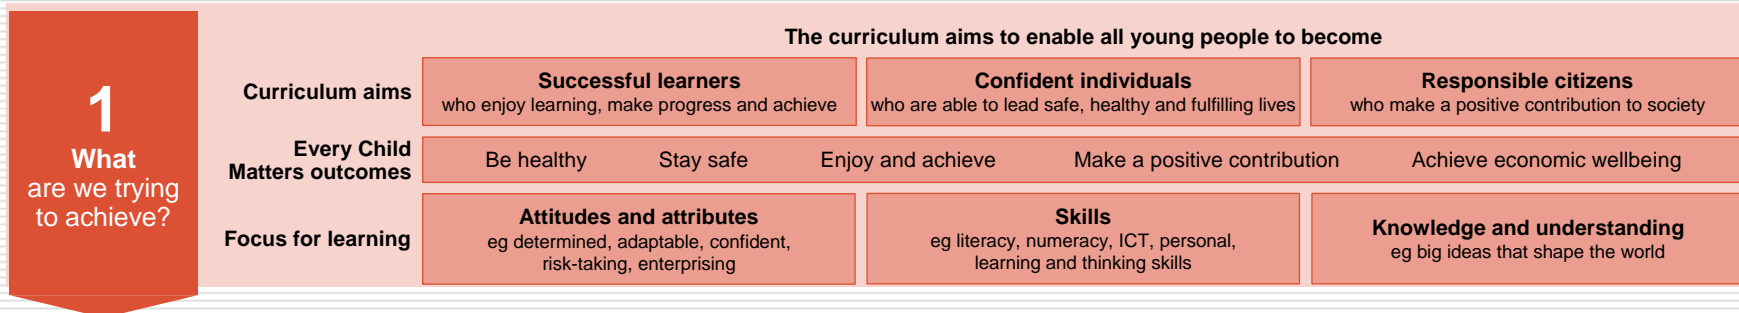 1
What
are we trying
to achieve?
The curriculum aims to enable all young people to become
Curriculum aims
Successful learners
who enjoy learning, make progress and achieve
Confident individuals
who are able to lead safe, healthy and fulfilling lives
Responsible citizens
who make a positive contribution to society
Every Child
Matters outcomes
Be healthy
Stay safe
Enjoy and achieve
Make a positive contribution
Achieve economic wellbeing
Focus for learning
Attitudes and attributes
eg determined, adaptable, confident,
risk-taking, enterprising
Skills
eg literacy, numeracy, ICT, personal,
learning and thinking skills
Knowledge and understanding
eg big ideas that shape the world